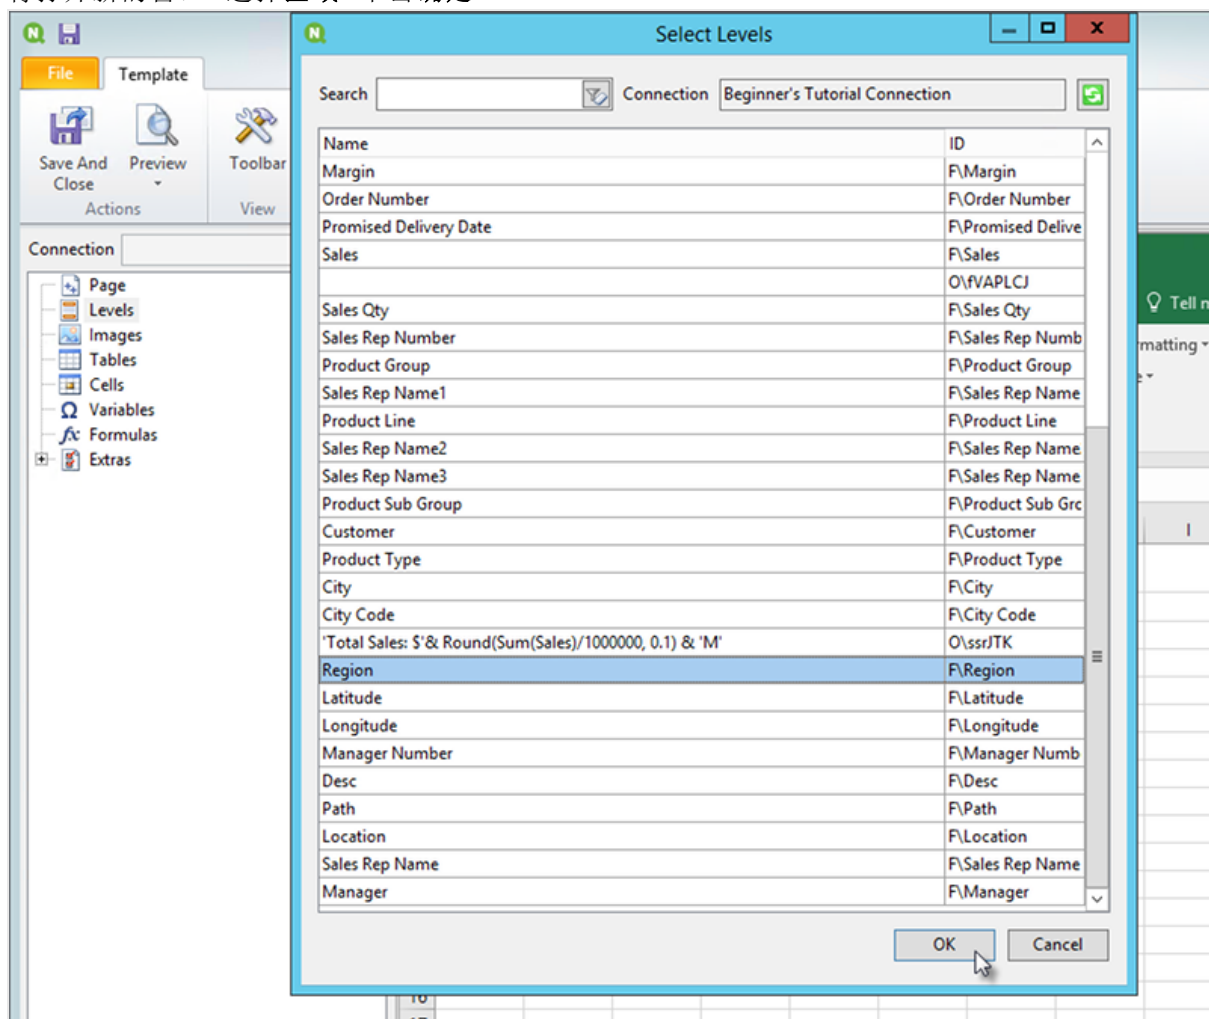 Select Levels
File
Template
Search
Connection
Beginner's Tutorial Connection
Save And Close
Preview
Toolbar
Actions
View
Connection
Page
Levels
Images
Tables
Cells
Variables
Formulas
Extras
Name ID
Margin F\Margin
Order Number F\Order Number
Promised Delivery Date F\Promised Delive
Sales F\Sales
O\fVAPLCJ
Sales Qty F\Sales Qty
Sales Rep Number F\Sales Rep Numb
Product Group F\Product Group
Sales Rep Name1 F\Sales Rep Name
Product Line F\Product Line
Sales Rep Name2 F\Sales Rep Name
Sales Rep Name3 F\Sales Rep Name
Product Sub Group F\Product Sub Grc
Customer F\Customer
Product Type F\Product Type
City F\City
City Code F\City Code
'Total Sales: $'& Round(Sum(Sales)/1000000, 0.1) & 'M' O\ssrJTK
Region F\Region
Latitude F\Latitude
Longitude F\Longitude
Manager Number F\Manager Numb
Desc F\Desc
Path F\Path
Location F\Location
Sales Rep Name F\Sales Rep Name
Manager F\Manager
OK
Cancel
Tell
matting
I